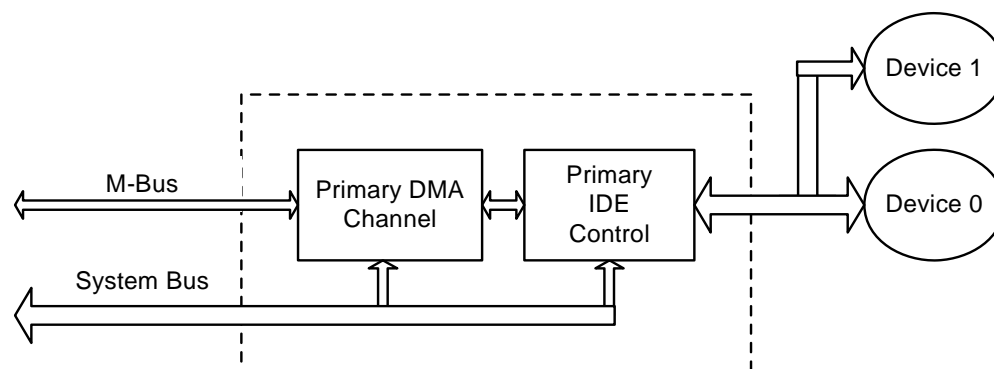 Device 1
M-Bus
Primary DMA
Channel
Primary
IDE
Control
Device 0
System Bus